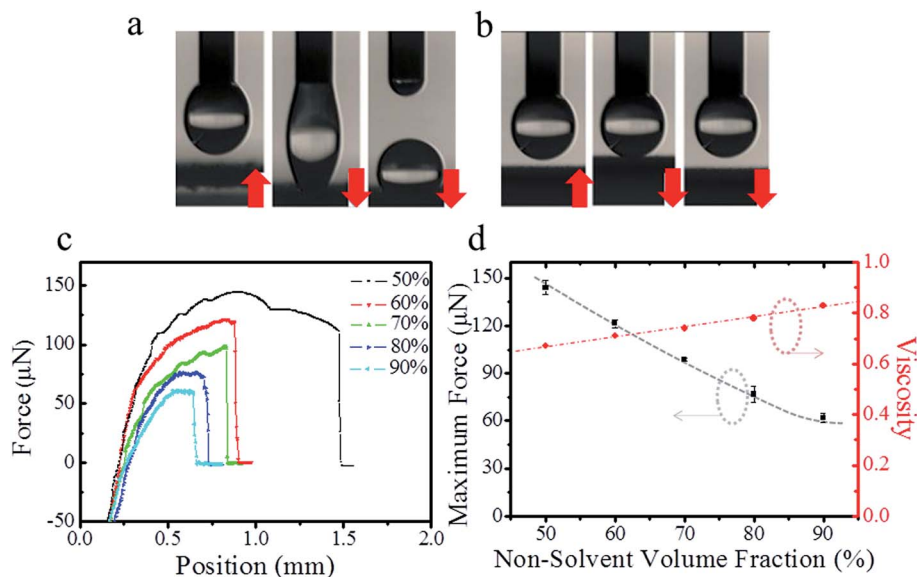 a
b
c
Force (μN)
150
100
50
0
-50
0.0 0.5 1.0 1.5 2.0
Position (mm)
50%
60%
70%
80%
90%
d
Maximum Force (μN)
150
120
90
60
30
0
50 60 70 80 90
Non-Solvent Volume Fraction (%)
1.0
0.8
0.6
0.4
0.2
0.0
Viscosity